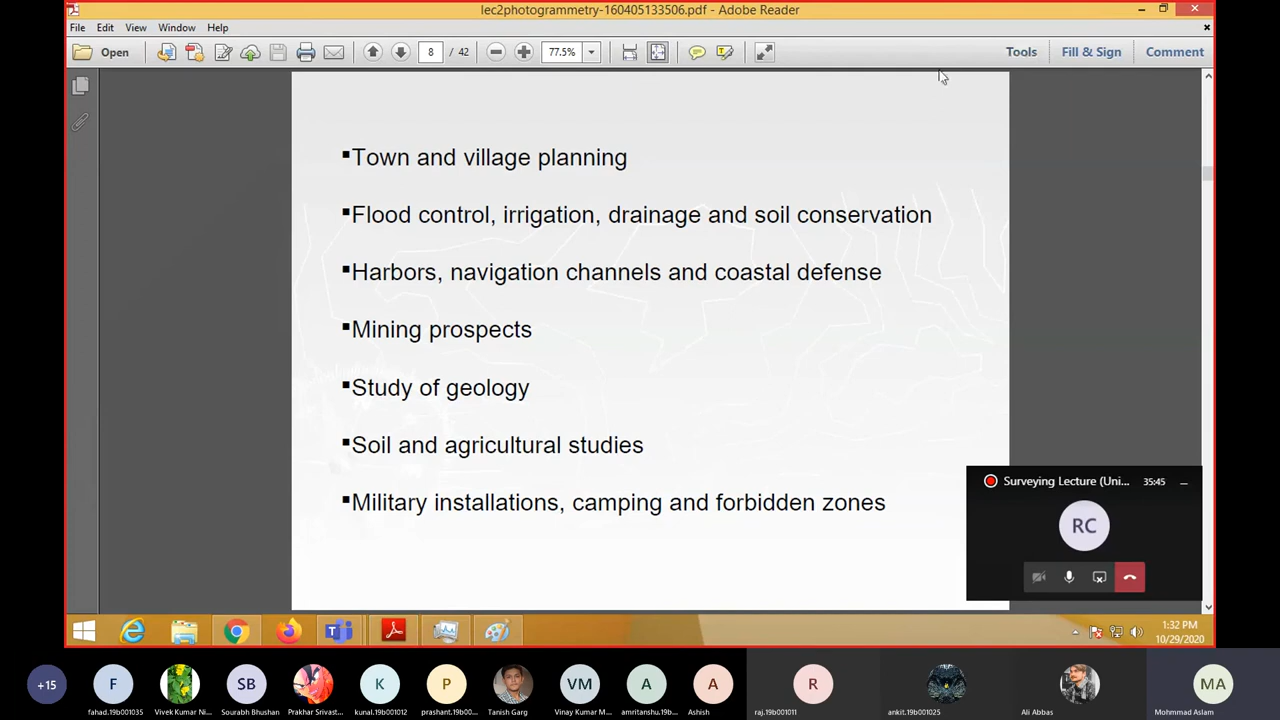 lec2photogrammetry-160405133506.pdf - Adobe Reader
File Edit View Window Help
Open 8 / 42 77.5% Tools Fill & Sign Comment
▪Town and village planning
▪Flood control, irrigation, drainage and soil conservation
▪Harbors, navigation channels and coastal defense
▪Mining prospects
▪Study of geology
▪Soil and agricultural studies
▪Military installations, camping and forbidden zones
Surveying Lecture (Uni... 35:45
RC
1:32 PM
10/29/2020
+15 F SB K P VM A A R MA
fahad.19b001035 Vivek Kumar Ni... Sourabh Bhushan Prakhar Srivast... kunal.19b001012 prashant.19b00... Tanish Garg Vinay Kumar M... amritanshu.19b... Ashish raj.19b001011 ankit.19b001025 Ali Abbas Mohmmad Aslam